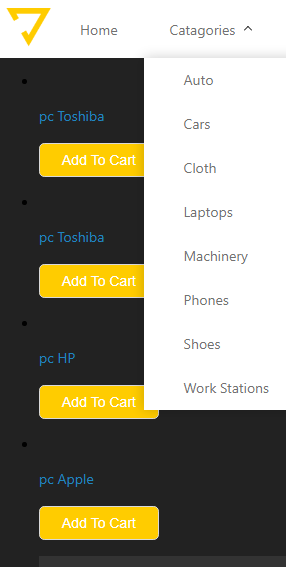 Home
Catagories
Auto
Cars
Cloth
Laptops
Machinery
Phones
Shoes
Work Stations
pc Toshiba
Add To Cart
pc Toshiba
Add To Cart
pc HP
Add To Cart
pc Apple
Add To Cart